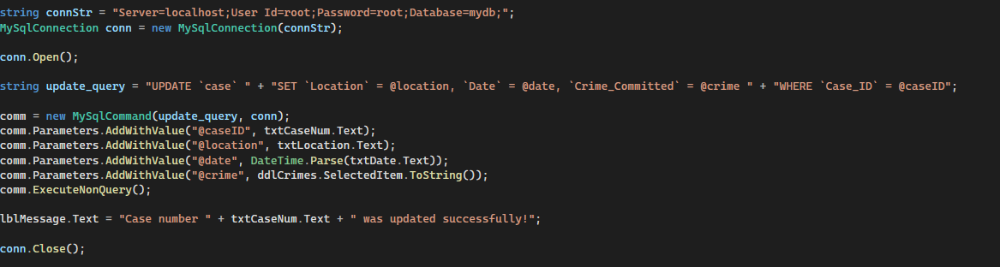 string connStr = "Server=localhost;User Id=root;Password=root;Database=mydb;";
MySqlConnection conn = new MySqlConnection(connStr);
conn.Open();
string update_query = "UPDATE `case` " + "SET `Location` = @location, `Date` = @date, `Crime_Committed` = @crime " + "WHERE `Case_ID` = @caseID";
comm = new MySqlCommand(update_query, conn);
comm.Parameters.AddWithValue("@caseID", txtCaseNum.Text);
comm.Parameters.AddWithValue("@location", txtLocation.Text);
comm.Parameters.AddWithValue("@date", DateTime.Parse(txtDate.Text));
comm.Parameters.AddWithValue("@crime", ddlCrimes.SelectedItem.ToString());
comm.ExecuteNonQuery();
lblMessage.Text = "Case number " + txtCaseNum.Text + " was updated successfully!";
conn.Close();